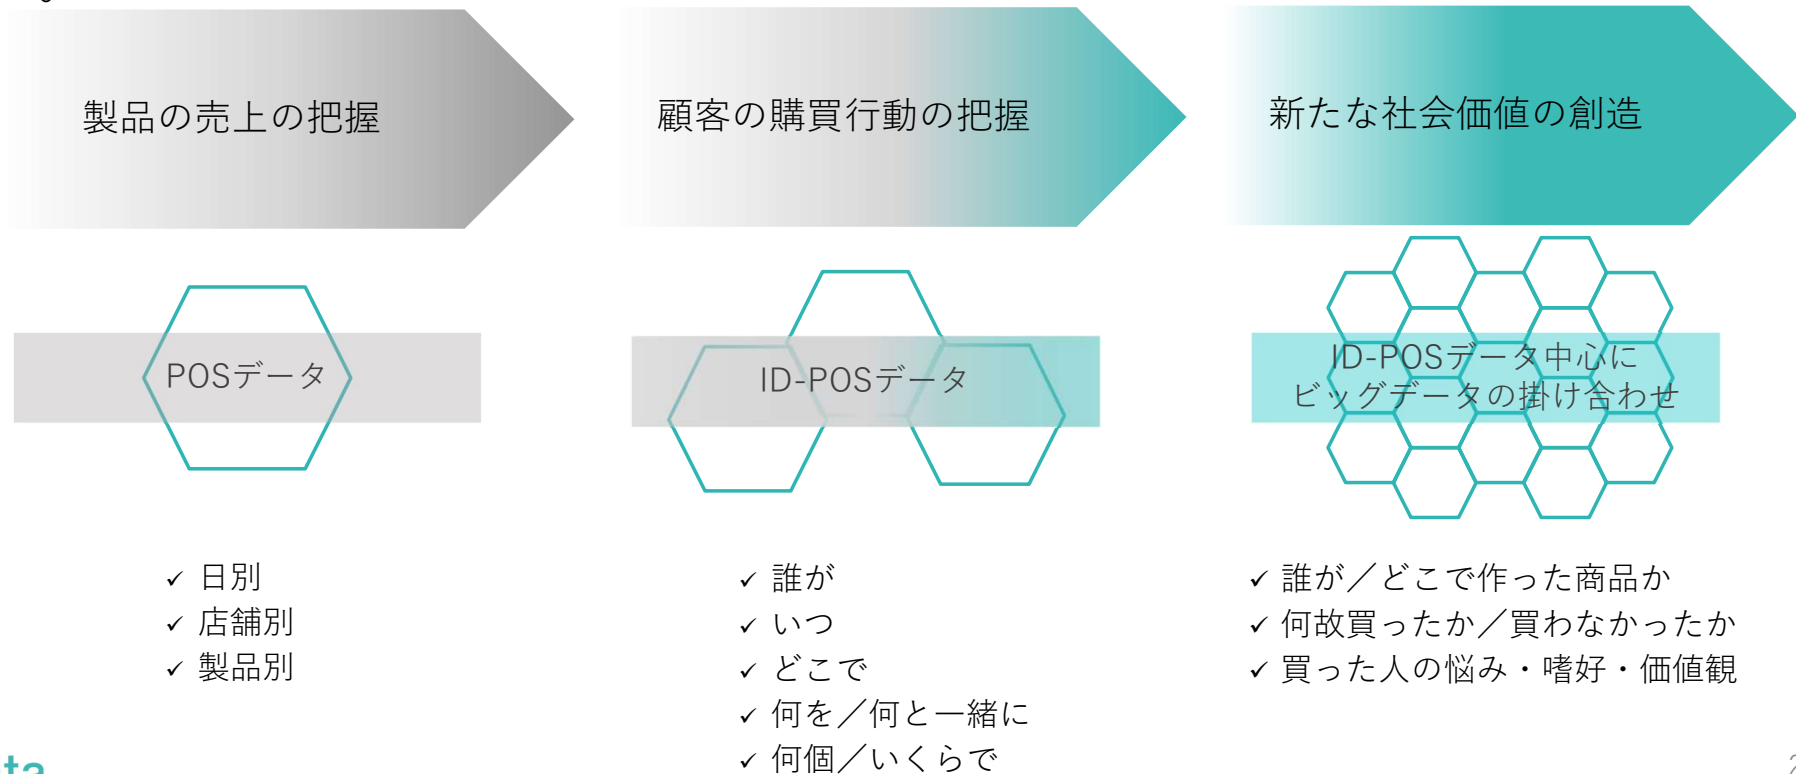 製品の売上の把握
顧客の購買行動の把握
新たな社会価値の創造
POSデータ
ID-POSデータ
ID-POSデータ中心に
ビッグデータの掛け合わせ
✓ 日別
✓ 店舗別
✓ 製品別
✓ 誰が
✓ いつ
✓ どこで
✓ 何を／何と一緒に
✓ 何個／いくらで
✓ 誰が／どこで作った商品か
✓ 何故買ったか／買わなかったか
✓ 買った人の悩み・嗜好・価値観